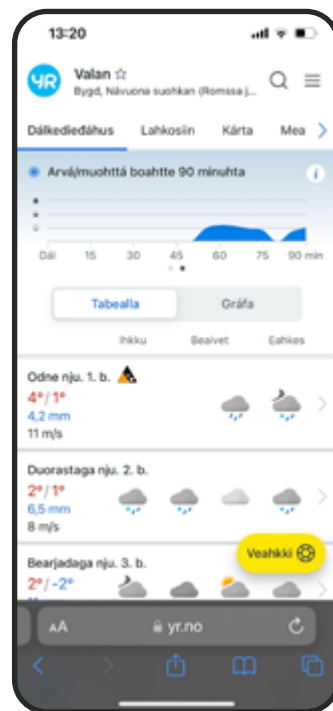 13:20
YR
Valan ☆
Bygd, Návuona suohkan (Romssa j...
Dálkedieđáhus Lahkosiin Kárta Mea
Arvá/muohttá boahtte 90 minuhta
Dál 15 30 45 60 75 90 min
Tabealla Gráfa
Ihkku Beaivet Eahkes
Odne nju. 1. b.
4°/1°
4,2 mm
11 m/s
Duorastaga nju. 2. b.
2°/1°
6,5 mm
8 m/s
Veahkki
Bearjadaga nju. 3. b.
2°/-2°
AA yr.no